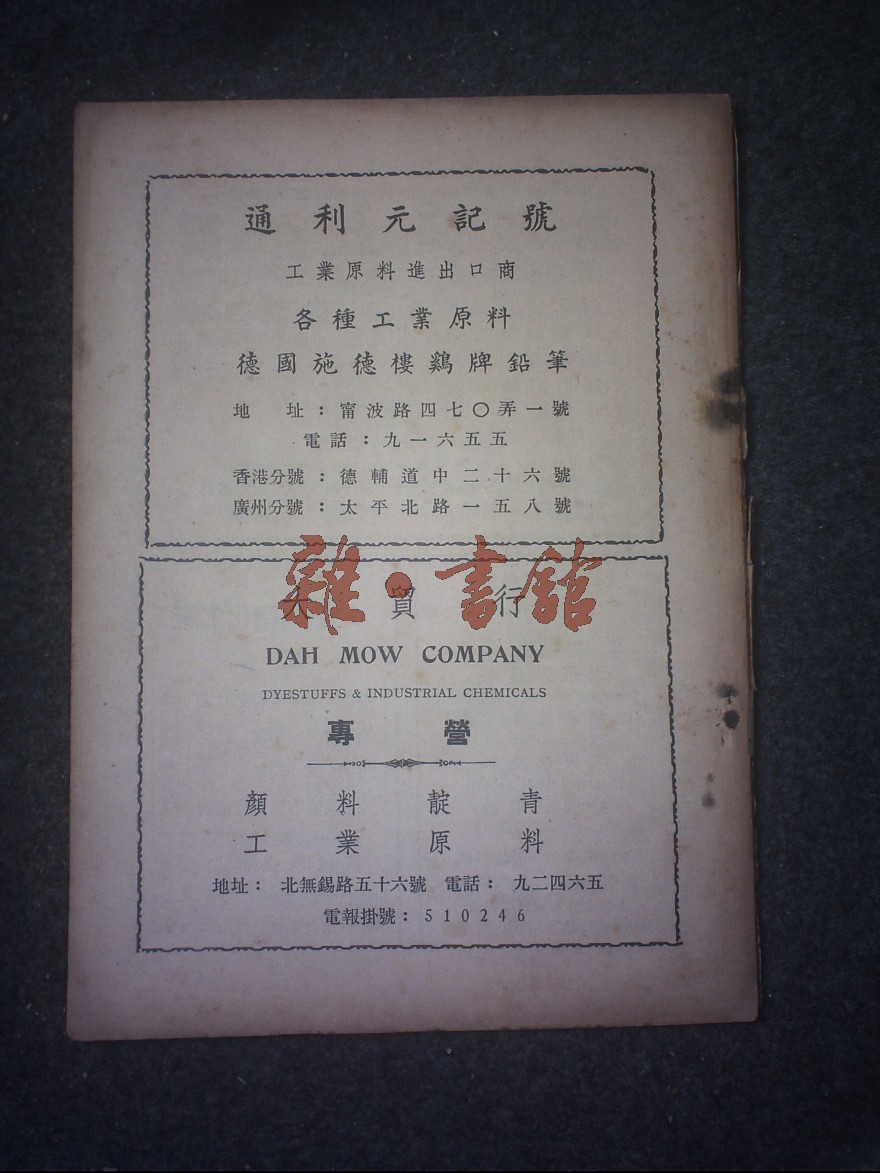 通利元記號
工業原料進出口商
各種工業原料
德國施德樓鷄牌鉛筆
地址：甯波路四七〇弄一號
電話：九一六五五
香港分號：德輔道中二十六號
廣州分號：太平北路一五八號
雜·書館
大貿行
DAH MOW COMPANY
DYESTUFFS & INDUSTRIAL CHEMICALS
專營
顏料靛青
工業原料
地址：北無錫路五十六號 電話：九二四六五
電報掛號：510246